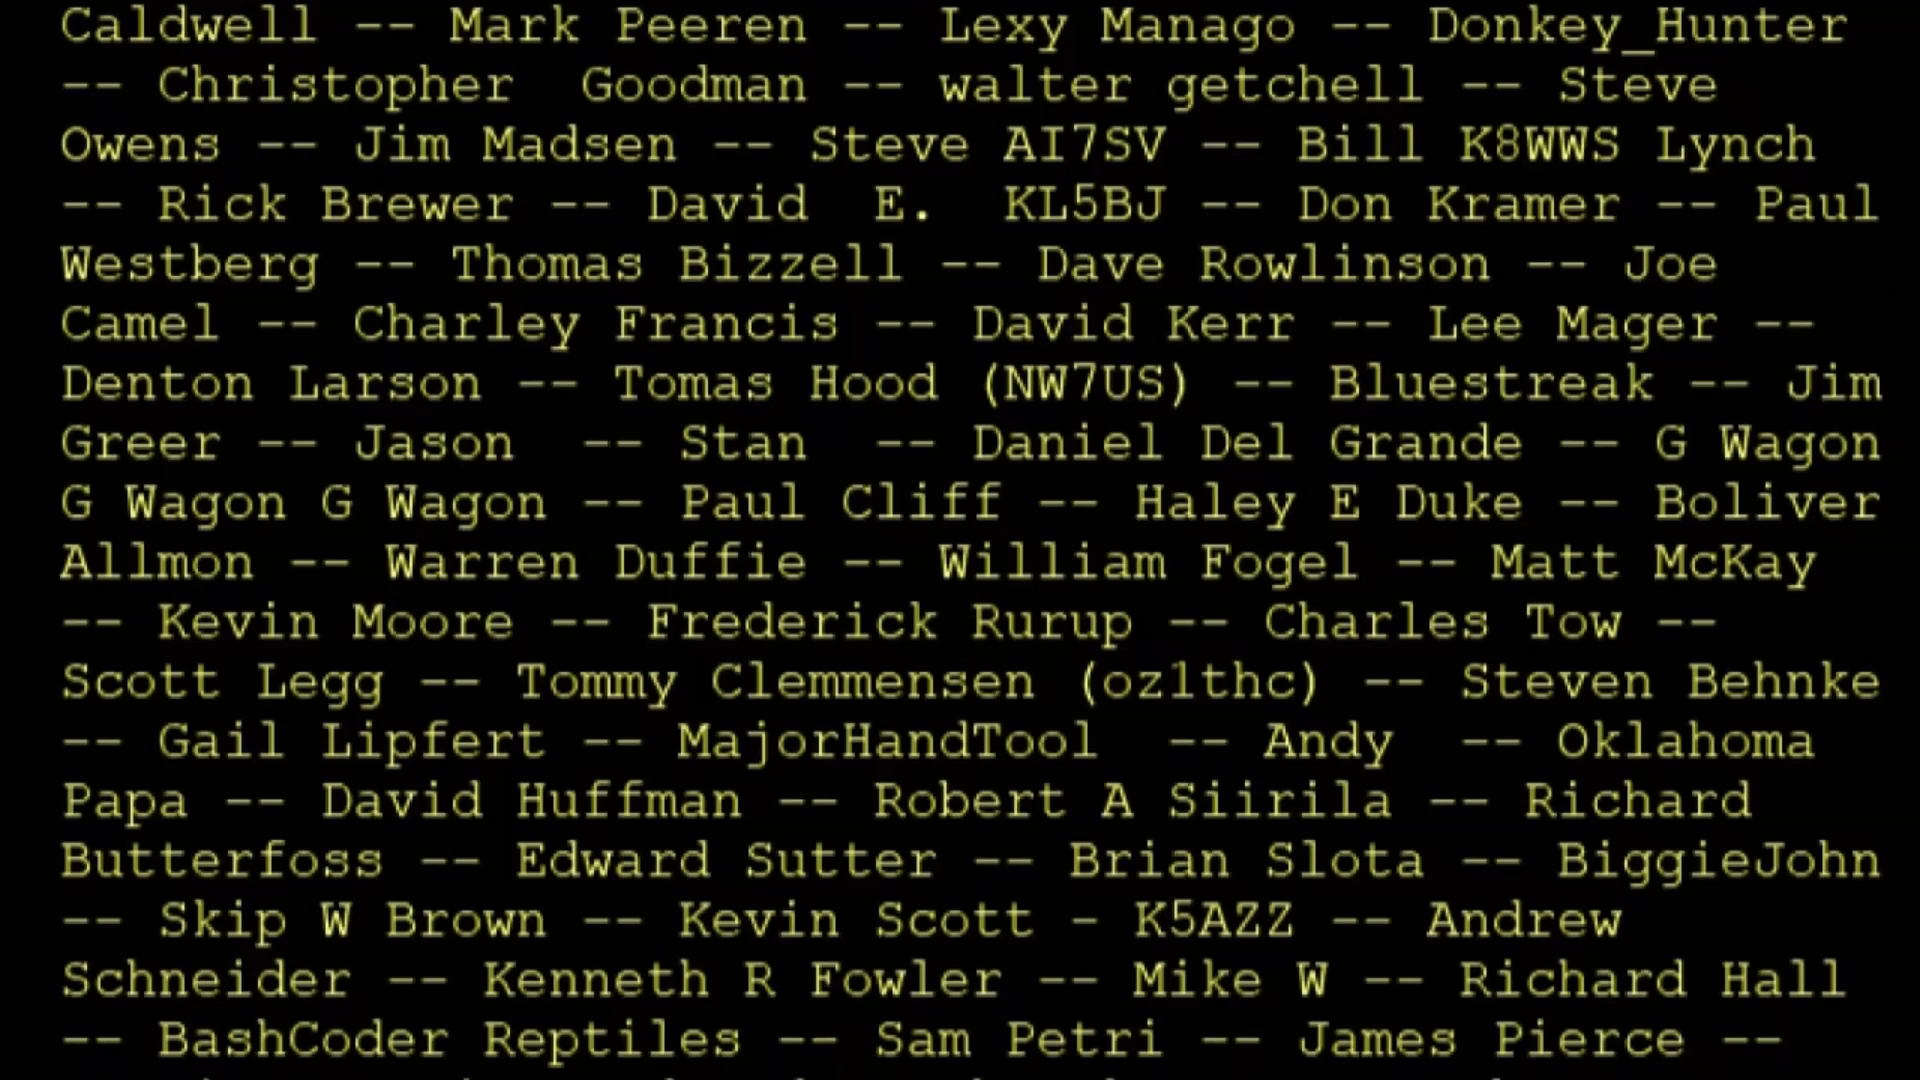 Caldwell -- Mark Peeren -- Lexy Manago -- Donkey_Hunter
-- Christopher  Goodman -- walter getchell -- Steve
Owens -- Jim Madsen -- Steve AI7SV -- Bill K8WWS Lynch
-- Rick Brewer -- David  E.  KL5BJ -- Don Kramer -- Paul
Westberg -- Thomas Bizzell -- Dave Rowlinson -- Joe
Camel -- Charley Francis -- David Kerr -- Lee Mager --
Denton Larson -- Tomas Hood (NW7US) -- Bluestreak -- Jim
Greer -- Jason  -- Stan  -- Daniel Del Grande -- G Wagon
G Wagon G Wagon -- Paul Cliff -- Haley E Duke -- Boliver
Allmon -- Warren Duffie -- William Fogel -- Matt McKay
-- Kevin Moore -- Frederick Rurup -- Charles Tow --
Scott Legg -- Tommy Clemmensen (oz1thc) -- Steven Behnke
-- Gail Lipfert -- MajorHandTool  -- Andy  -- Oklahoma
Papa -- David Huffman -- Robert A Siirila -- Richard
Butterfoss -- Edward Sutter -- Brian Slota -- BiggieJohn
-- Skip W Brown -- Kevin Scott - K5AZZ -- Andrew
Schneider -- Kenneth R Fowler -- Mike W -- Richard Hall
-- BashCoder Reptiles -- Sam Petri -- James Pierce --